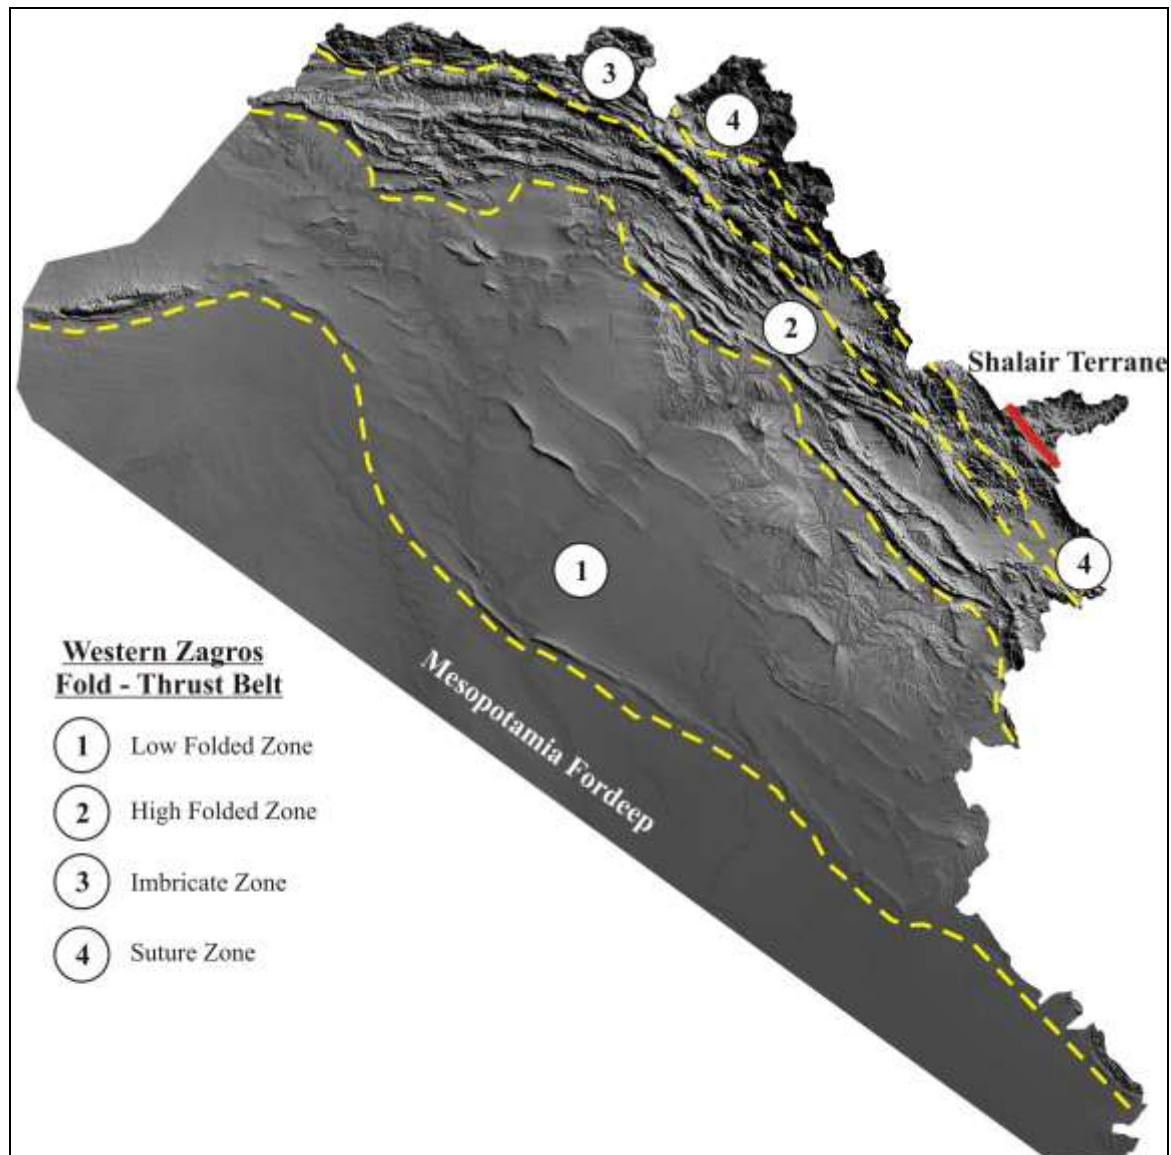 3
4
2
Shalair Terrane
1
4
Mesopotamia Fordeep
Western Zagros
Fold - Thrust Belt
1 Low Folded Zone
2 High Folded Zone
3 Imbricate Zone
4 Suture Zone